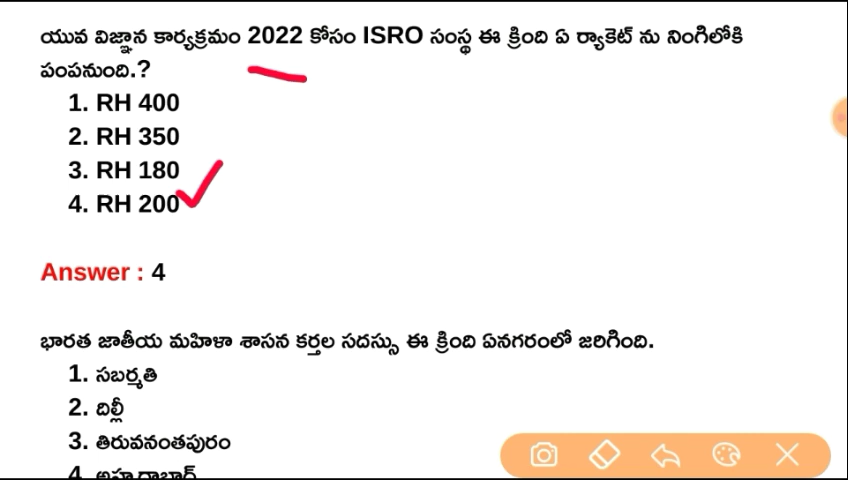 యువ విజ్ఞాన కార్యక్రమం 2022 కోసం ISRO సంస్థ ఈ క్రింది ఏ ర్యాకెట్ ను నింగిలోకి
పంపనుంది.?
1. RH 400
2. RH 350
3. RH 180
4. RH 200
Answer : 4
భారత జాతీయ మహిళా శాసన కర్తల సదస్సు ఈ క్రింది ఏనగరంలో జరిగింది.
1. సబర్మతి
2. దిల్లీ
3. తిరువనంతపురం
4.